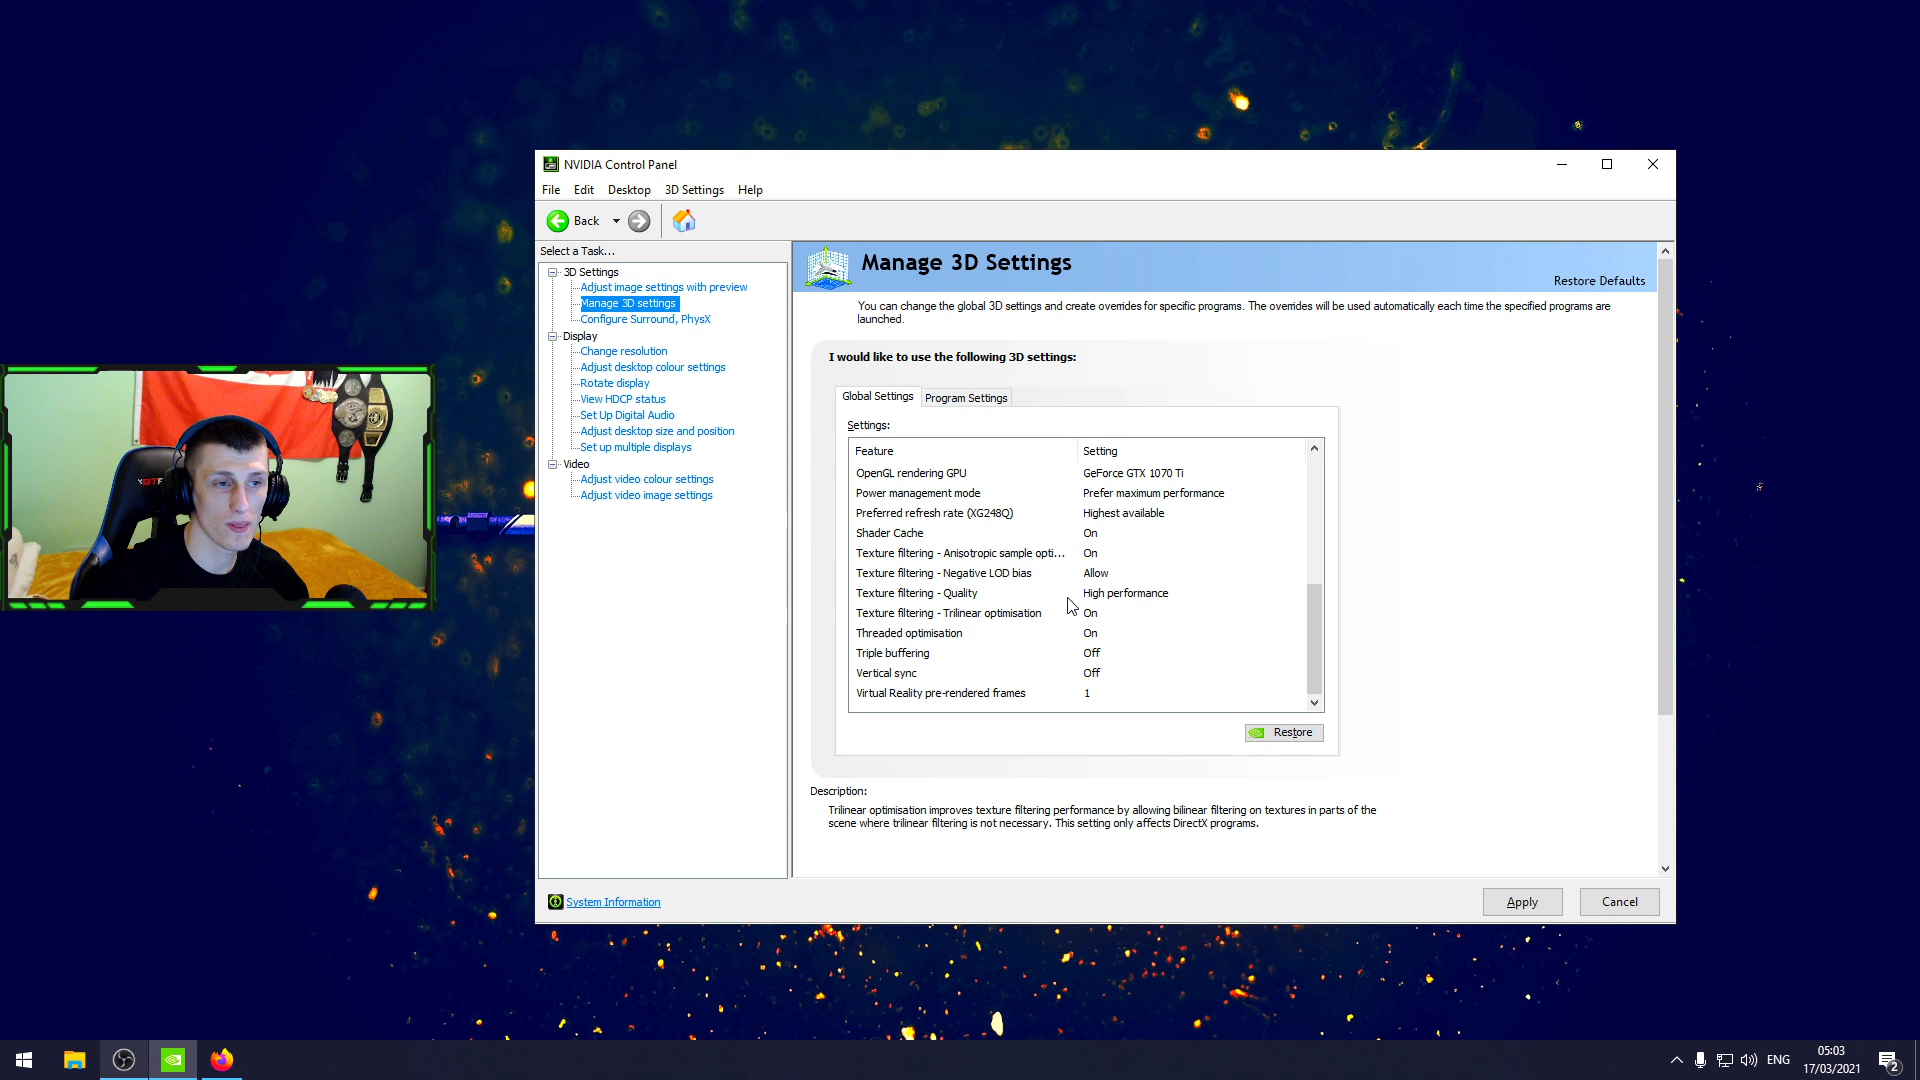 NVIDIA Control Panel
File Edit Desktop 3D Settings Help
Back
Select a Task...
3D Settings
Adjust image settings with preview
Manage 3D settings
Configure Surround, PhysX
Display
Change resolution
Adjust desktop colour settings
Rotate display
View HDCP status
Set Up Digital Audio
Adjust desktop size and position
Set up multiple displays
Video
Adjust video colour settings
Adjust video image settings
System Information
Manage 3D Settings
Restore Defaults
You can change the global 3D settings and create overrides for specific programs. The overrides will be used automatically each time the specified programs are
launched.
I would like to use the following 3D settings:
Global Settings Program Settings
Settings:
Feature Setting
OpenGL rendering GPU GeForce GTX 1070 Ti
Power management mode Prefer maximum performance
Preferred refresh rate (XG248Q) Highest available
Shader Cache On
Texture filtering - Anisotropic sample opti... On
Texture filtering - Negative LOD bias Allow
Texture filtering - Quality High performance
Texture filtering - Trilinear optimisation On
Threaded optimisation On
Triple buffering Off
Vertical sync Off
Virtual Reality pre-rendered frames 1
Restore
Description:
Trilinear optimisation improves texture filtering performance by allowing bilinear filtering on textures in parts of the
scene where trilinear filtering is not necessary. This setting only affects DirectX programs.
Apply Cancel
ENG
05:03
17/03/2021
2